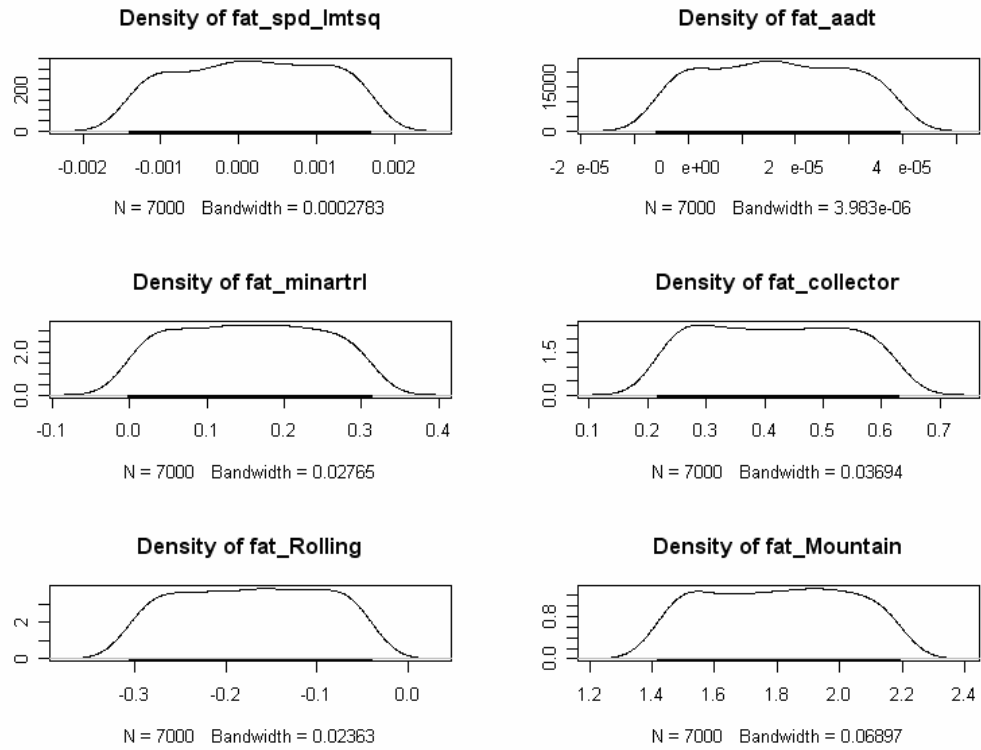 Density of fat_spd_lmtsq
Density of fat_aadt
0 200
-0.002 -0.001 0.000 0.001 0.002
N = 7000 Bandwidth = 0.0002783
0 15000
-2 e-05 0 e+00 2 e-05 4 e-05
N = 7000 Bandwidth = 3.983e-06
Density of fat_minartrl
Density of fat_collector
0.0 2.0
-0.1 0.0 0.1 0.2 0.3 0.4
N = 7000 Bandwidth = 0.02765
0.0 1.5
0.1 0.2 0.3 0.4 0.5 0.6 0.7
N = 7000 Bandwidth = 0.03694
Density of fat_Rolling
Density of fat_Mountain
0 2
-0.3 -0.2 -0.1 0.0
N = 7000 Bandwidth = 0.02363
0.0 0.8
1.2 1.4 1.6 1.8 2.0 2.2 2.4
N = 7000 Bandwidth = 0.06897